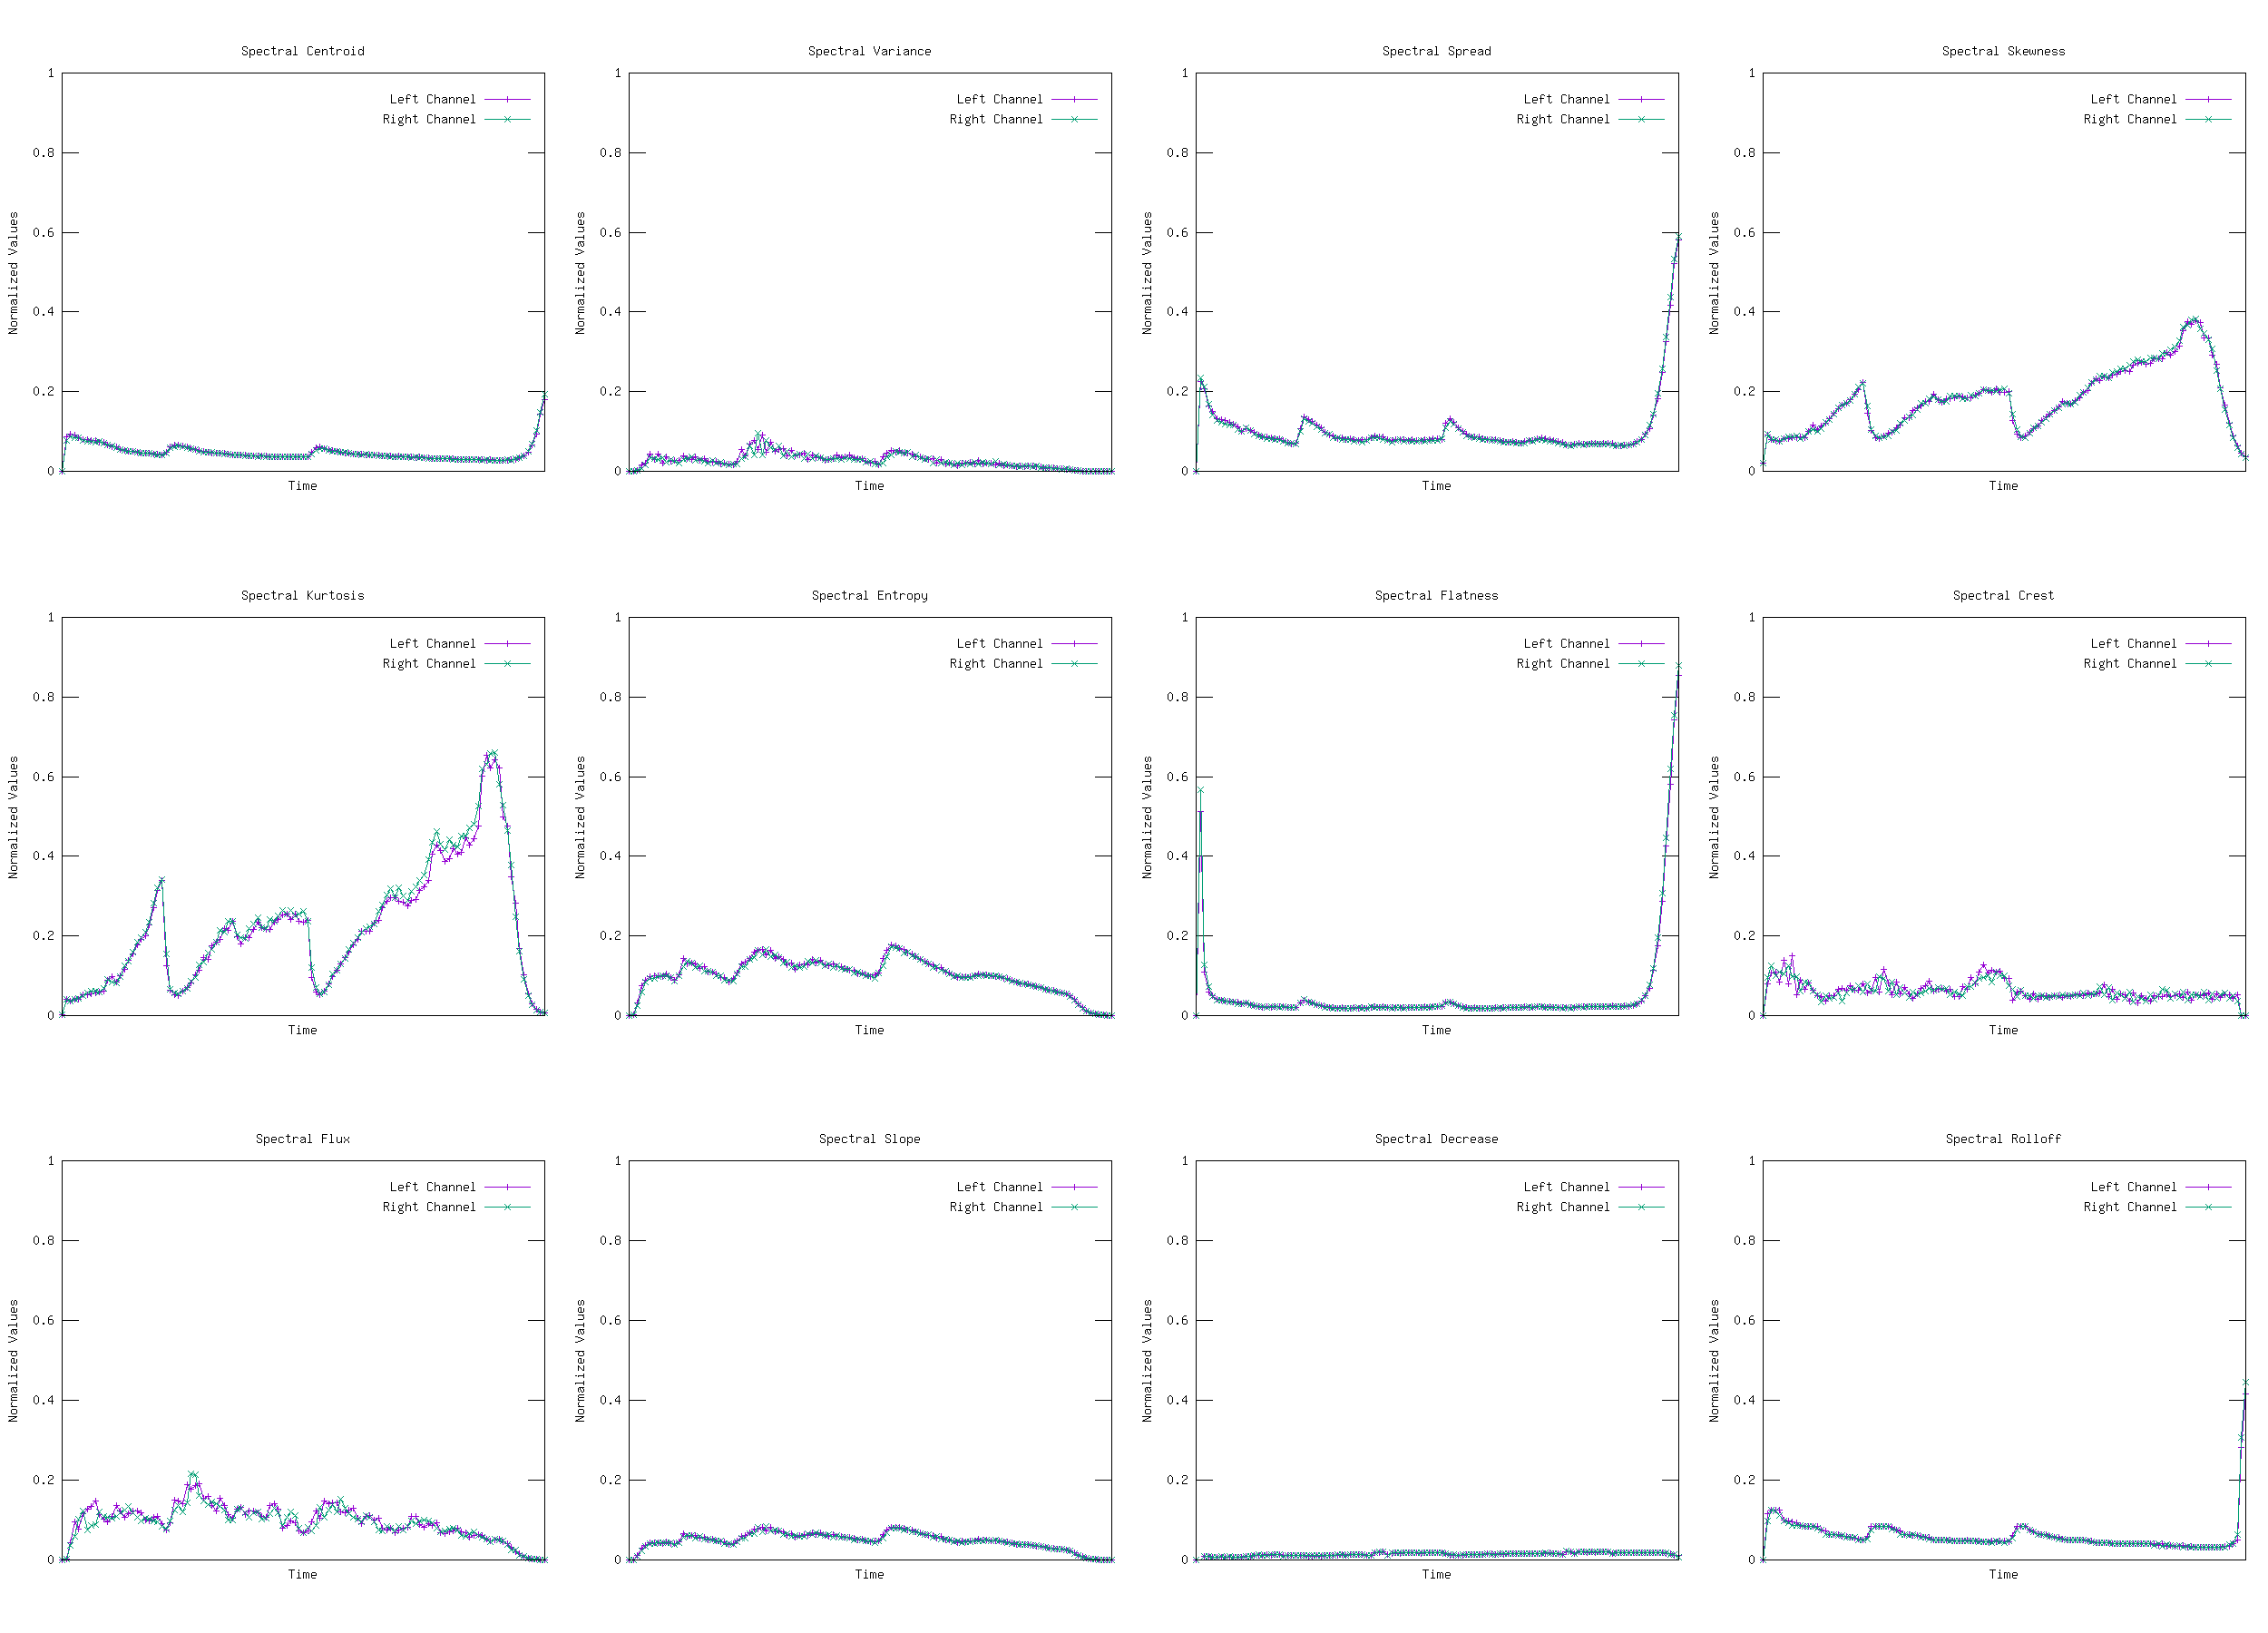 Spectral Centroid
1
0.8
0.6
0.4
0.2
0
Normalized Values
Time
Left Channel
Right Channel
Spectral Variance
1
0.8
0.6
0.4
0.2
0
Normalized Values
Time
Left Channel
Right Channel
Spectral Spread
1
0.8
0.6
0.4
0.2
0
Normalized Values
Time
Left Channel
Right Channel
Spectral Skewness
1
0.8
0.6
0.4
0.2
0
Normalized Values
Time
Left Channel
Right Channel
Spectral Kurtosis
1
0.8
0.6
0.4
0.2
0
Normalized Values
Time
Left Channel
Right Channel
Spectral Entropy
1
0.8
0.6
0.4
0.2
0
Normalized Values
Time
Left Channel
Right Channel
Spectral Flatness
1
0.8
0.6
0.4
0.2
0
Normalized Values
Time
Left Channel
Right Channel
Spectral Crest
1
0.8
0.6
0.4
0.2
0
Normalized Values
Time
Left Channel
Right Channel
Spectral Flux
1
0.8
0.6
0.4
0.2
0
Normalized Values
Time
Left Channel
Right Channel
Spectral Slope
1
0.8
0.6
0.4
0.2
0
Normalized Values
Time
Left Channel
Right Channel
Spectral Decrease
1
0.8
0.6
0.4
0.2
0
Normalized Values
Time
Left Channel
Right Channel
Spectral Rolloff
1
0.8
0.6
0.4
0.2
0
Normalized Values
Time
Left Channel
Right Channel